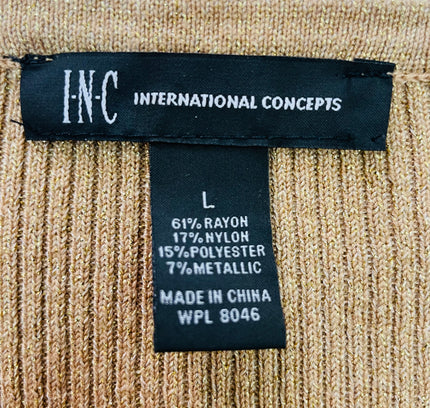 I·N·C INTERNATIONAL CONCEPTS
L
61% RAYON
17% NYLON
15% POLYESTER
7% METALLIC
MADE IN CHINA
WPL 8046